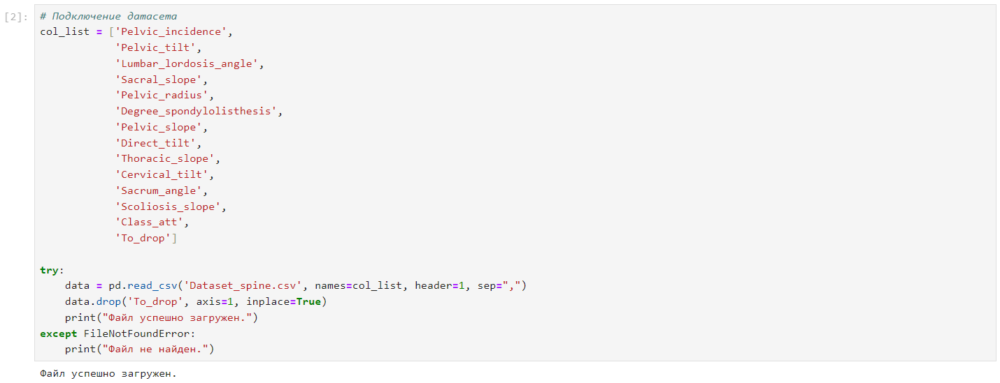 [2]:
# Подключение датасета
col_list = ['Pelvic_incidence',
            'Pelvic_tilt',
            'Lumbar_lordosis_angle',
            'Sacral_slope',
            'Pelvic_radius',
            'Degree_spondylolisthesis',
            'Pelvic_slope',
            'Direct_tilt',
            'Thoracic_slope',
            'Cervical_tilt',
            'Sacrum_angle',
            'Scoliosis_slope',
            'Class_att',
            'To_drop']
try:
    data = pd.read_csv('Dataset_spine.csv', names=col_list, header=1, sep=",")
    data.drop('To_drop', axis=1, inplace=True)
    print("Файл успешно загружен.")
except FileNotFoundError:
    print("Файл не найден.")
Файл успешно загружен.